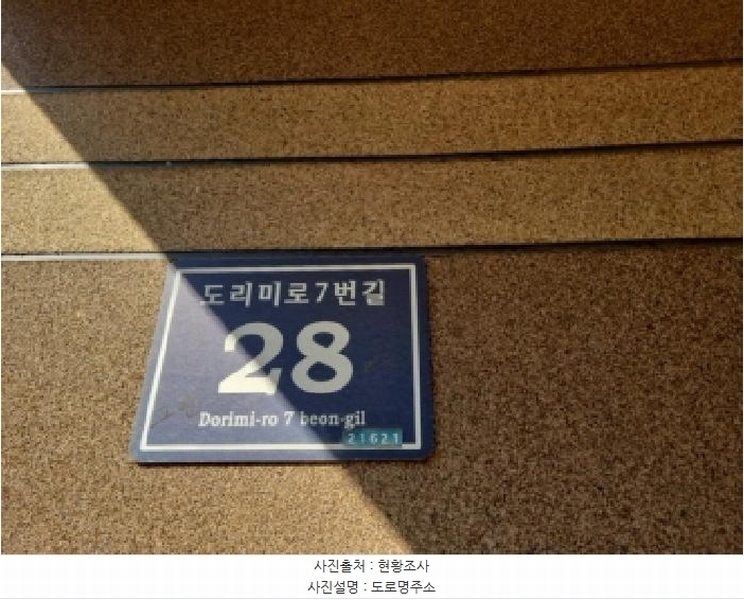 도리미로7번길
28
Dorimi-ro 7 beon-gil
21621
사진출처 : 현황조사
사진설명 : 도로명주소